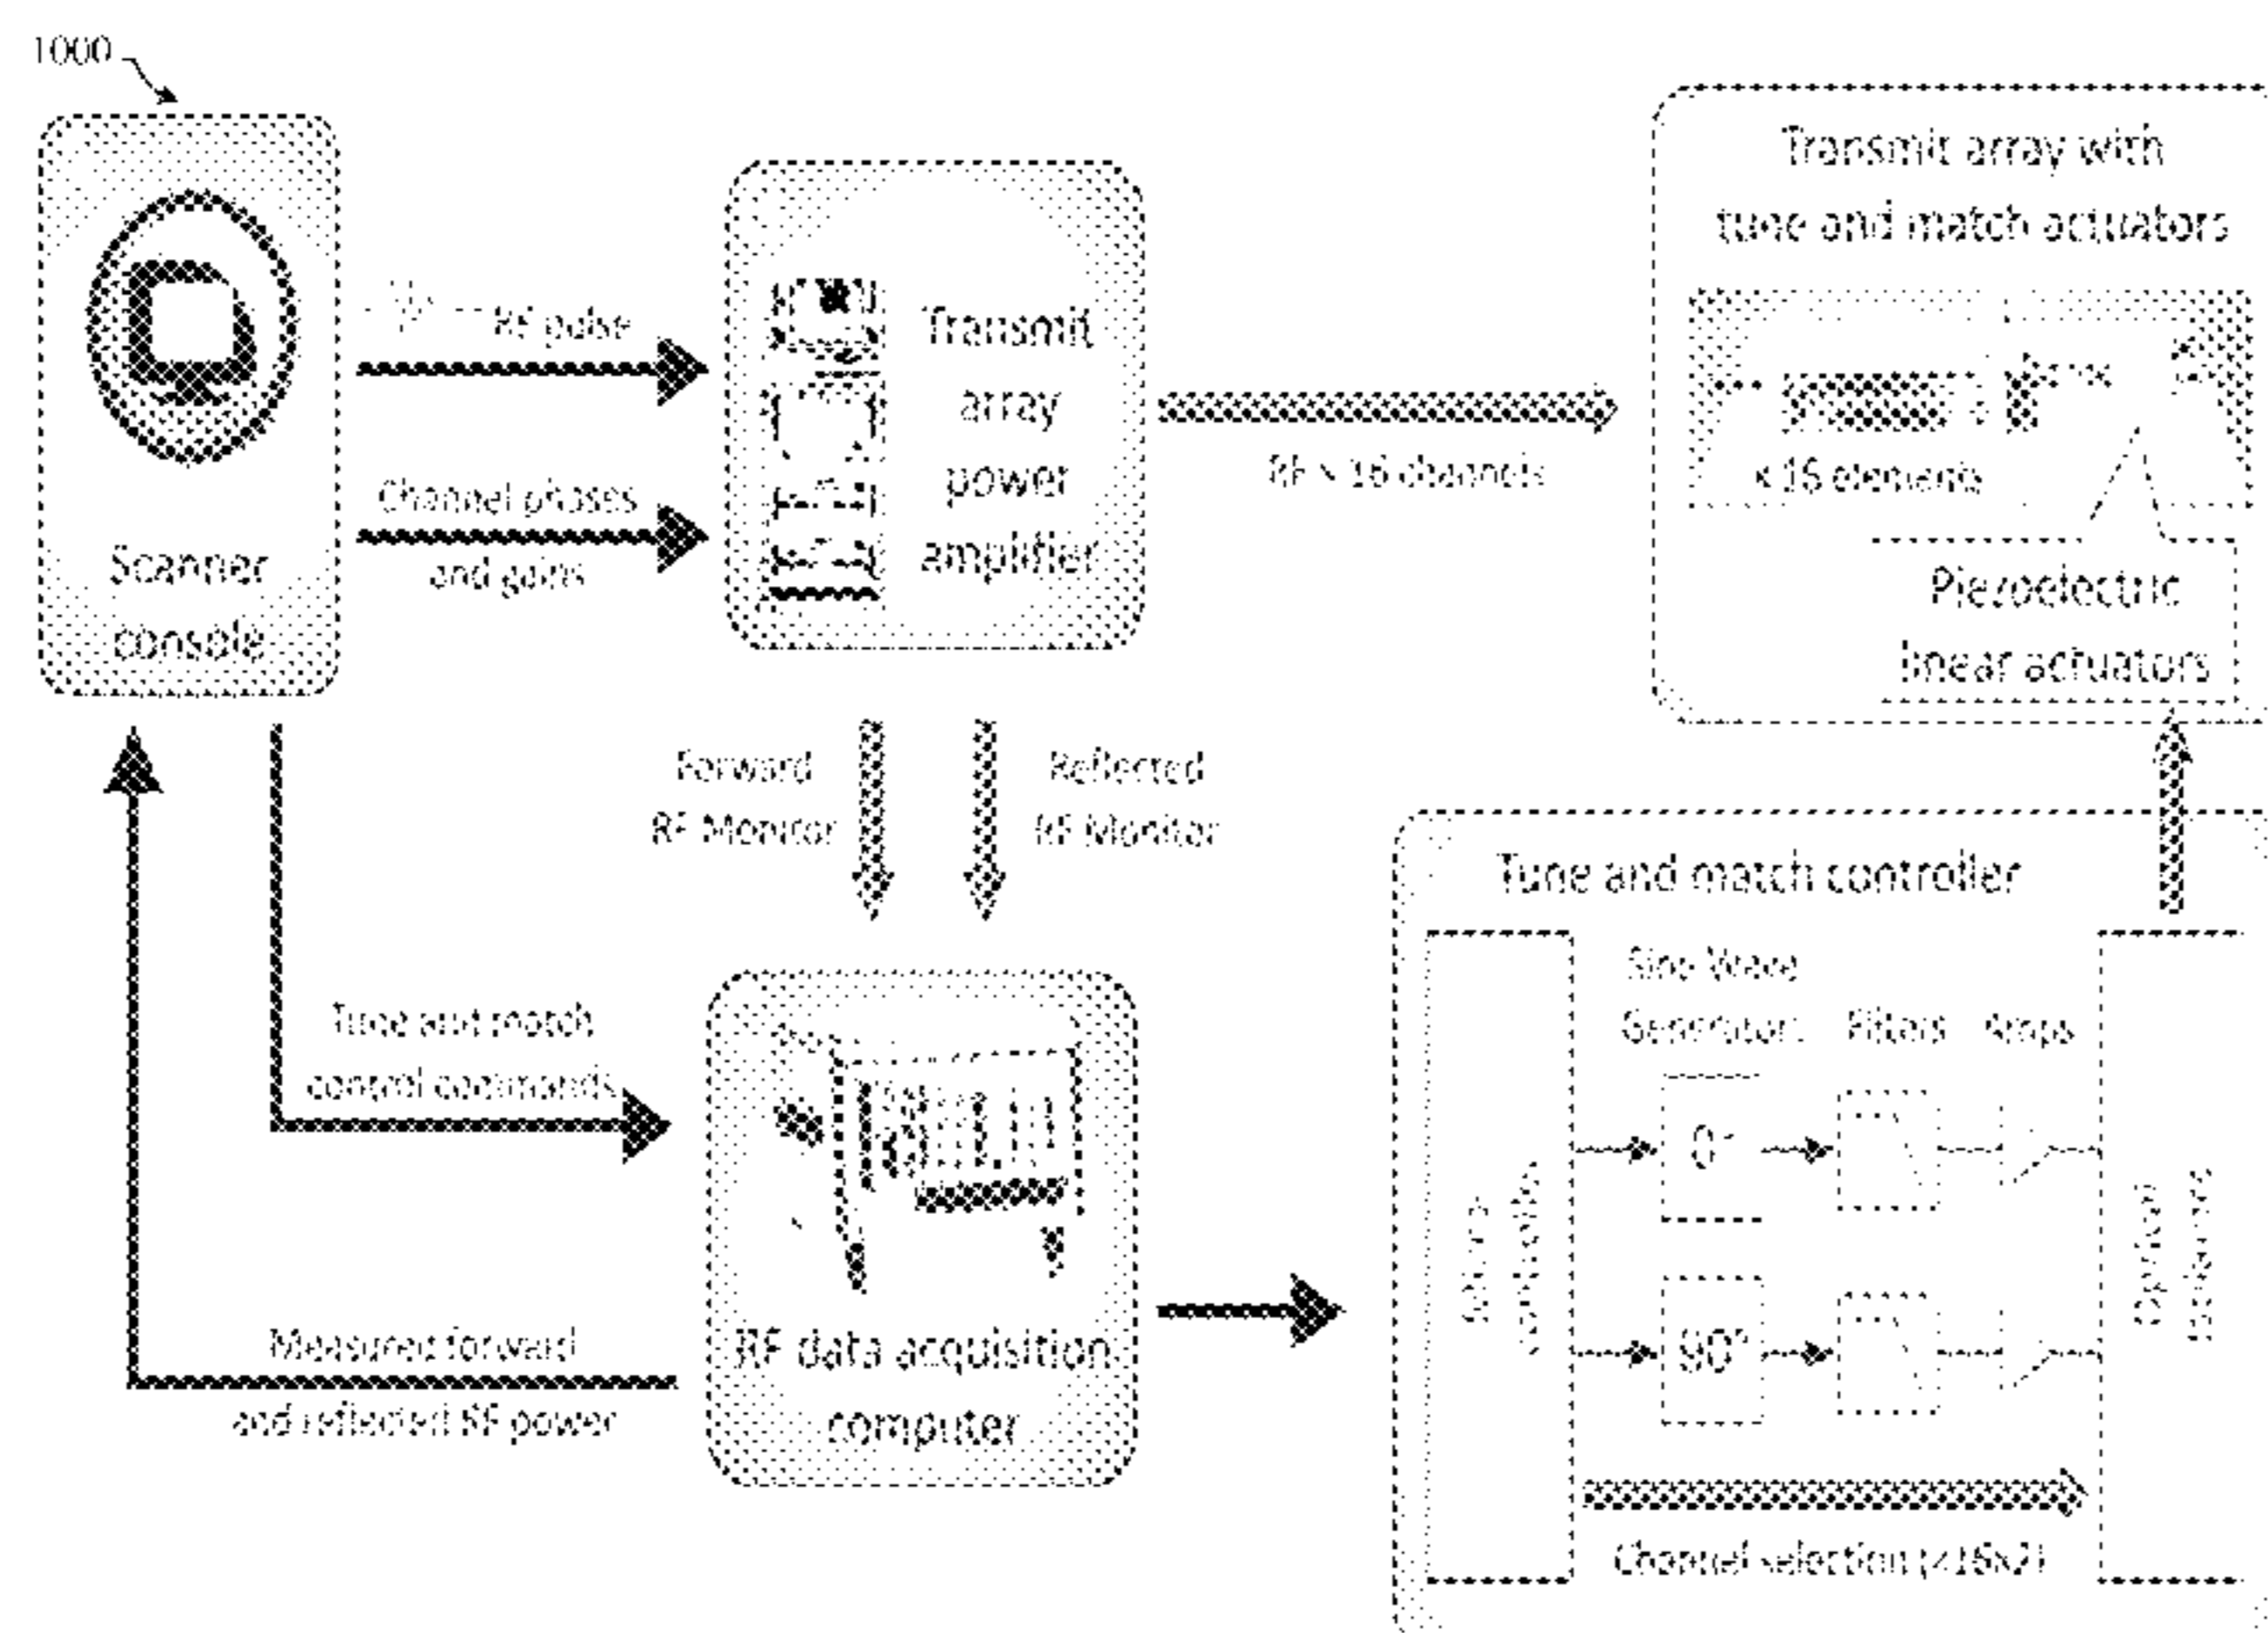 1000
Scanner
console
RF pulse
Channel phases
and gains
Transmit
array
power
amplifier
RF x 16 channels
Transmit array with
tune and match actuators
x 16 elements
Piezoelectric
linear actuators
Forward
RF Monitor
Reflected
RF Monitor
Tune and match
control commands
Measured forward
and reflected RF power
RF data acquisition
computer
Tune and match controller
Sine Wave
Generators Filters Amps
0°
90°
Channel selection (x16x2)